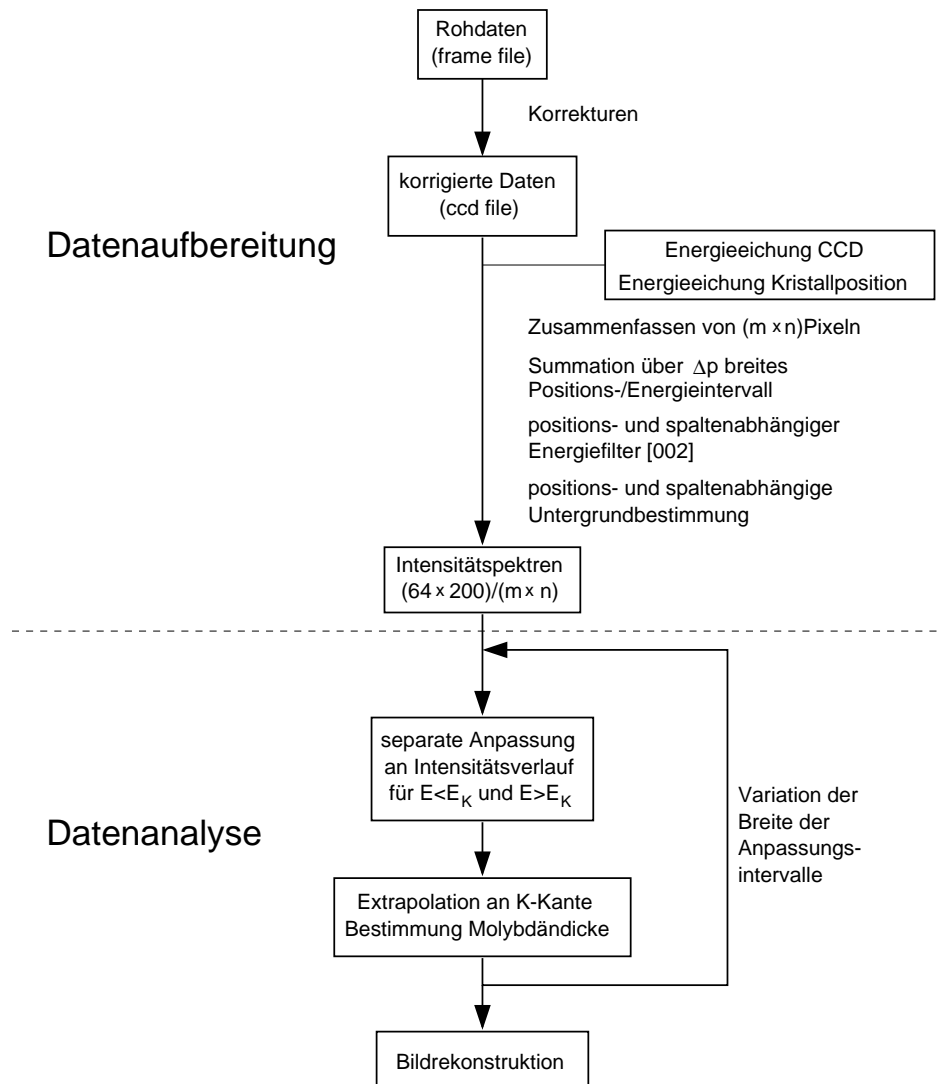 Rohdaten
(frame file)
Korrekturen
korrigierte Daten
(ccd file)
Datenaufbereitung
Energieeichung CCD
Energieeichung Kristallposition
Zusammenfassen von (m x n)Pixeln
Summation über Δp breites
Positions-/Energieintervall
positions- und spaltenabhängiger
Energiefilter [002]
positions- und spaltenabhängige
Untergrundbestimmung
Intensitätspektren
(64 x 200)/(m x n)
separate Anpassung
an Intensitätsverlauf
für E<E_K und E>E_K
Datenanalyse
Variation der
Breite der
Anpassungs-
intervalle
Extrapolation an K-Kante
Bestimmung Molybdändicke
Bildrekonstruktion